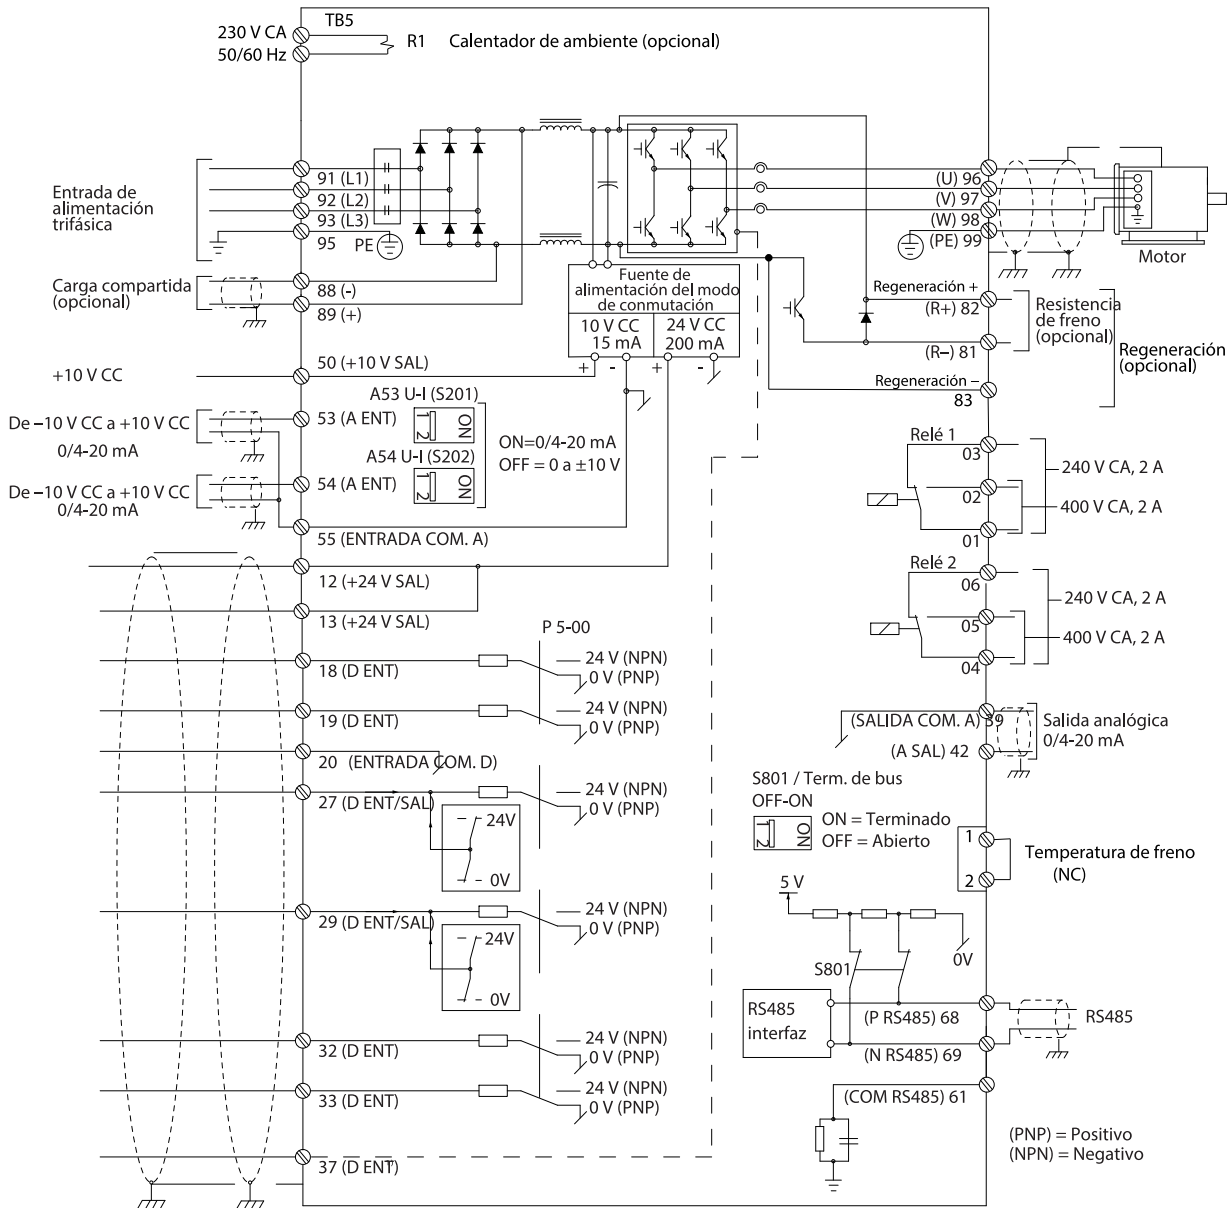 TB5
230 V CA
50/60 Hz
R1
Calentador de ambiente (opcional)
Entrada de
alimentación
trifásica
91 (L1)
92 (L2)
93 (L3)
95
PE
(U) 96
(V) 97
(W) 98
(PE) 99
Motor
Carga compartida
(opcional)
88 (-)
89 (+)
Fuente de
alimentación del modo
de conmutación
10 V CC
15 mA
24 V CC
200 mA
+ - + -
Regeneración +
(R+) 82
Resistencia
de freno
(opcional)
(R−) 81
Regeneración
(opcional)
Regeneración −
83
+10 V CC
50 (+10 V SAL)
De −10 V CC a +10 V CC
0/4-20 mA
53 (A ENT)
A53 U-I (S201)
1 2
ON
ON=0/4-20 mA
OFF = 0 a ±10 V
De −10 V CC a +10 V CC
0/4-20 mA
54 (A ENT)
A54 U-I (S202)
1 2
ON
55 (ENTRADA COM. A)
Relé 1
03
02
01
240 V CA, 2 A
400 V CA, 2 A
Relé 2
06
05
04
240 V CA, 2 A
400 V CA, 2 A
12 (+24 V SAL)
13 (+24 V SAL)
P 5-00
18 (D ENT)
24 V (NPN)
0 V (PNP)
19 (D ENT)
24 V (NPN)
0 V (PNP)
20 (ENTRADA COM. D)
27 (D ENT/SAL)
24 V (NPN)
0 V (PNP)
24V
0V
29 (D ENT/SAL)
24 V (NPN)
0 V (PNP)
24V
0V
32 (D ENT)
24 V (NPN)
0 V (PNP)
33 (D ENT)
24 V (NPN)
0 V (PNP)
37 (D ENT)
(SALIDA COM. A) 39
(A SAL) 42
Salida analógica
0/4-20 mA
S801 / Term. de bus
OFF-ON
1 2
ON
ON = Terminado
OFF = Abierto
1
2
Temperatura de freno
(NC)
5 V
0V
S801
RS485
interfaz
(P RS485) 68
(N RS485) 69
RS485
(COM RS485) 61
(PNP) = Positivo
(NPN) = Negativo